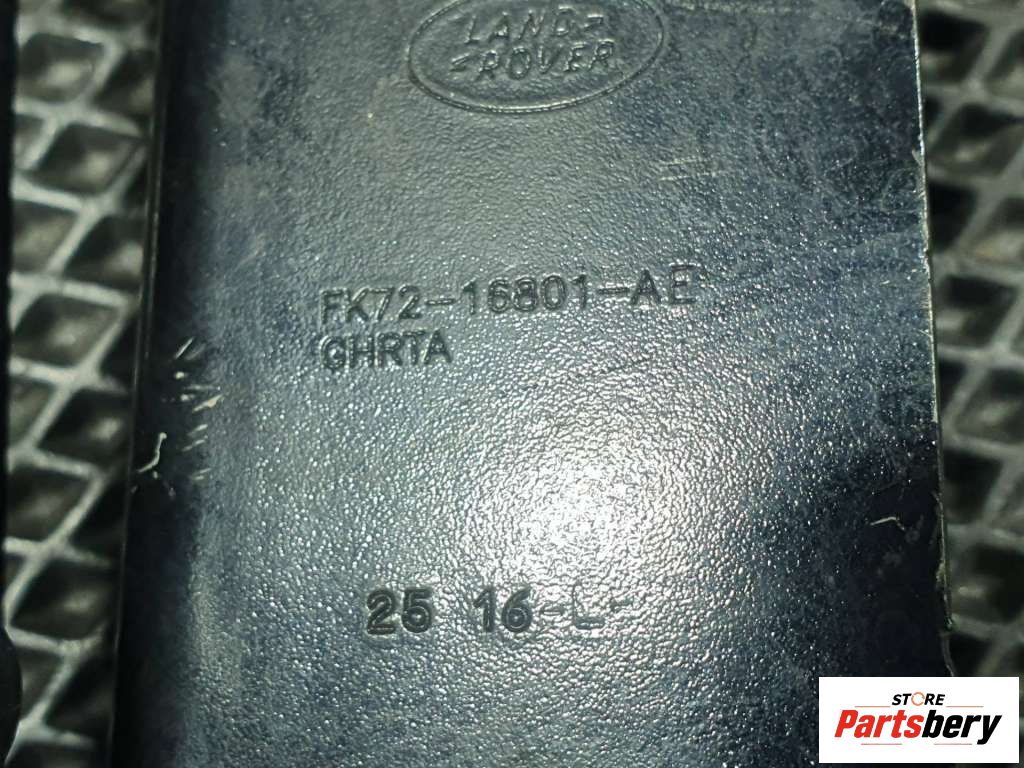 LAND-
-ROVER
FK72-16801-AE
GHRTA
25 16-L
STORE
Partsbery